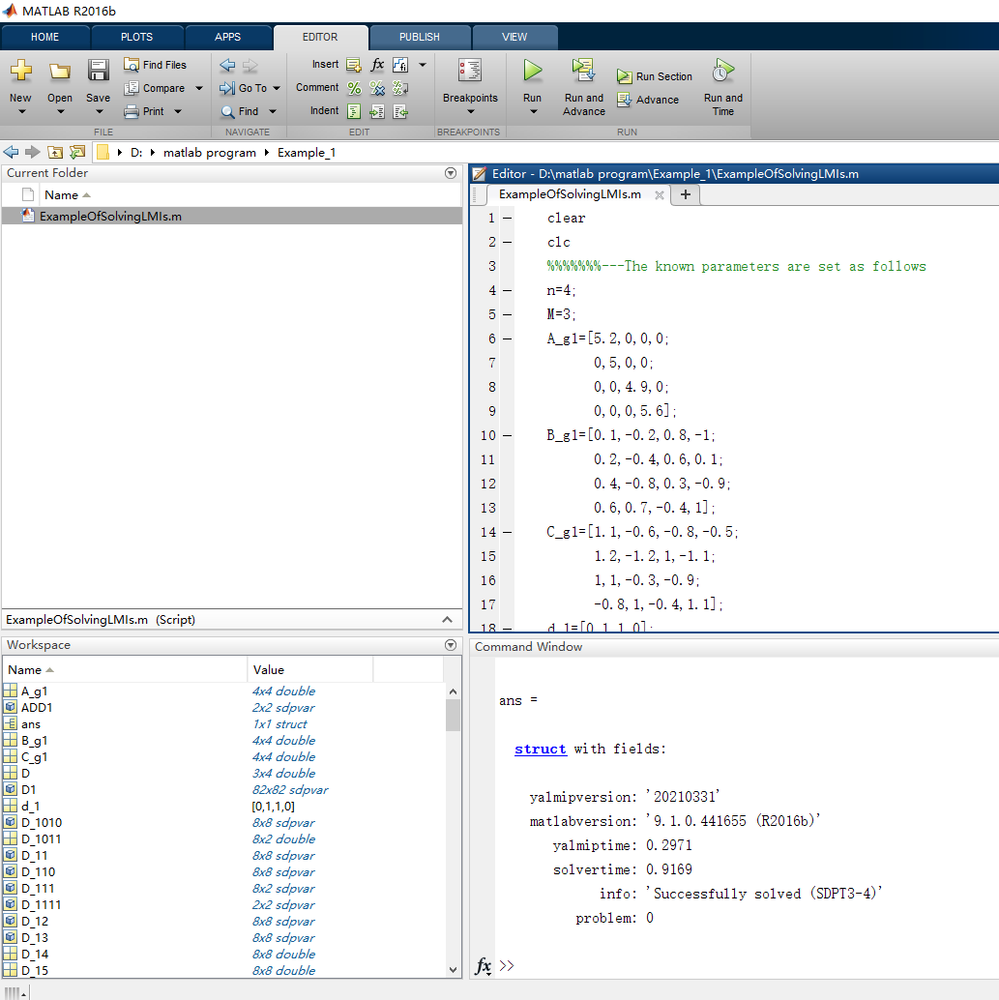 MATLAB R2016b
HOME PLOTS APPS EDITOR PUBLISH VIEW
New Open Save Find Files Compare Print
FILE
Go To Find
NAVIGATE
Insert fx
Comment
Indent
EDIT
Breakpoints
BREAKPOINTS
Run Run and Advance Run Section Advance Run and Time
RUN
D: matlab program Example_1
Current Folder
Name
ExampleOfSolvingLMIs.m
ExampleOfSolvingLMIs.m (Script)
Workspace
Name Value
A_g1 4x4 double
ADD1 2x2 sdpvar
ans 1x1 struct
B_g1 4x4 double
C_g1 4x4 double
D 3x4 double
D1 82x82 sdpvar
d_1 [0,1,1,0]
D_1010 8x8 sdpvar
D_1011 8x2 double
D_11 8x8 sdpvar
D_110 8x8 sdpvar
D_111 8x2 sdpvar
D_1111 2x2 sdpvar
D_12 8x8 sdpvar
D_13 8x8 sdpvar
D_14 8x8 double
D_15 8x8 double
Editor - D:\matlab program\Example_1\ExampleOfSolvingLMIs.m
ExampleOfSolvingLMIs.m
1 clear
2 clc
3 %%%%%%%---The known parameters are set as follows
4 n=4;
5 M=3;
6 A_g1=[5.2,0,0,0;
7 0,5,0,0;
8 0,0,4.9,0;
9 0,0,0,5.6];
10 B_g1=[0.1,-0.2,0.8,-1;
11 0.2,-0.4,0.6,0.1;
12 0.4,-0.8,0.3,-0.9;
13 0.6,0.7,-0.4,1];
14 C_g1=[1.1,-0.6,-0.8,-0.5;
15 1.2,-1.2,1,-1.1;
16 1,1,-0.3,-0.9;
17 -0.8,1,-0.4,1.1];
18 d_1=[0,1,1,0];
Command Window
ans =
struct with fields:
yalmipversion: '20210331'
matlabversion: '9.1.0.441655 (R2016b)'
yalmiptime: 0.2971
solvertime: 0.9169
info: 'Successfully solved (SDPT3-4)'
problem: 0
fx >>